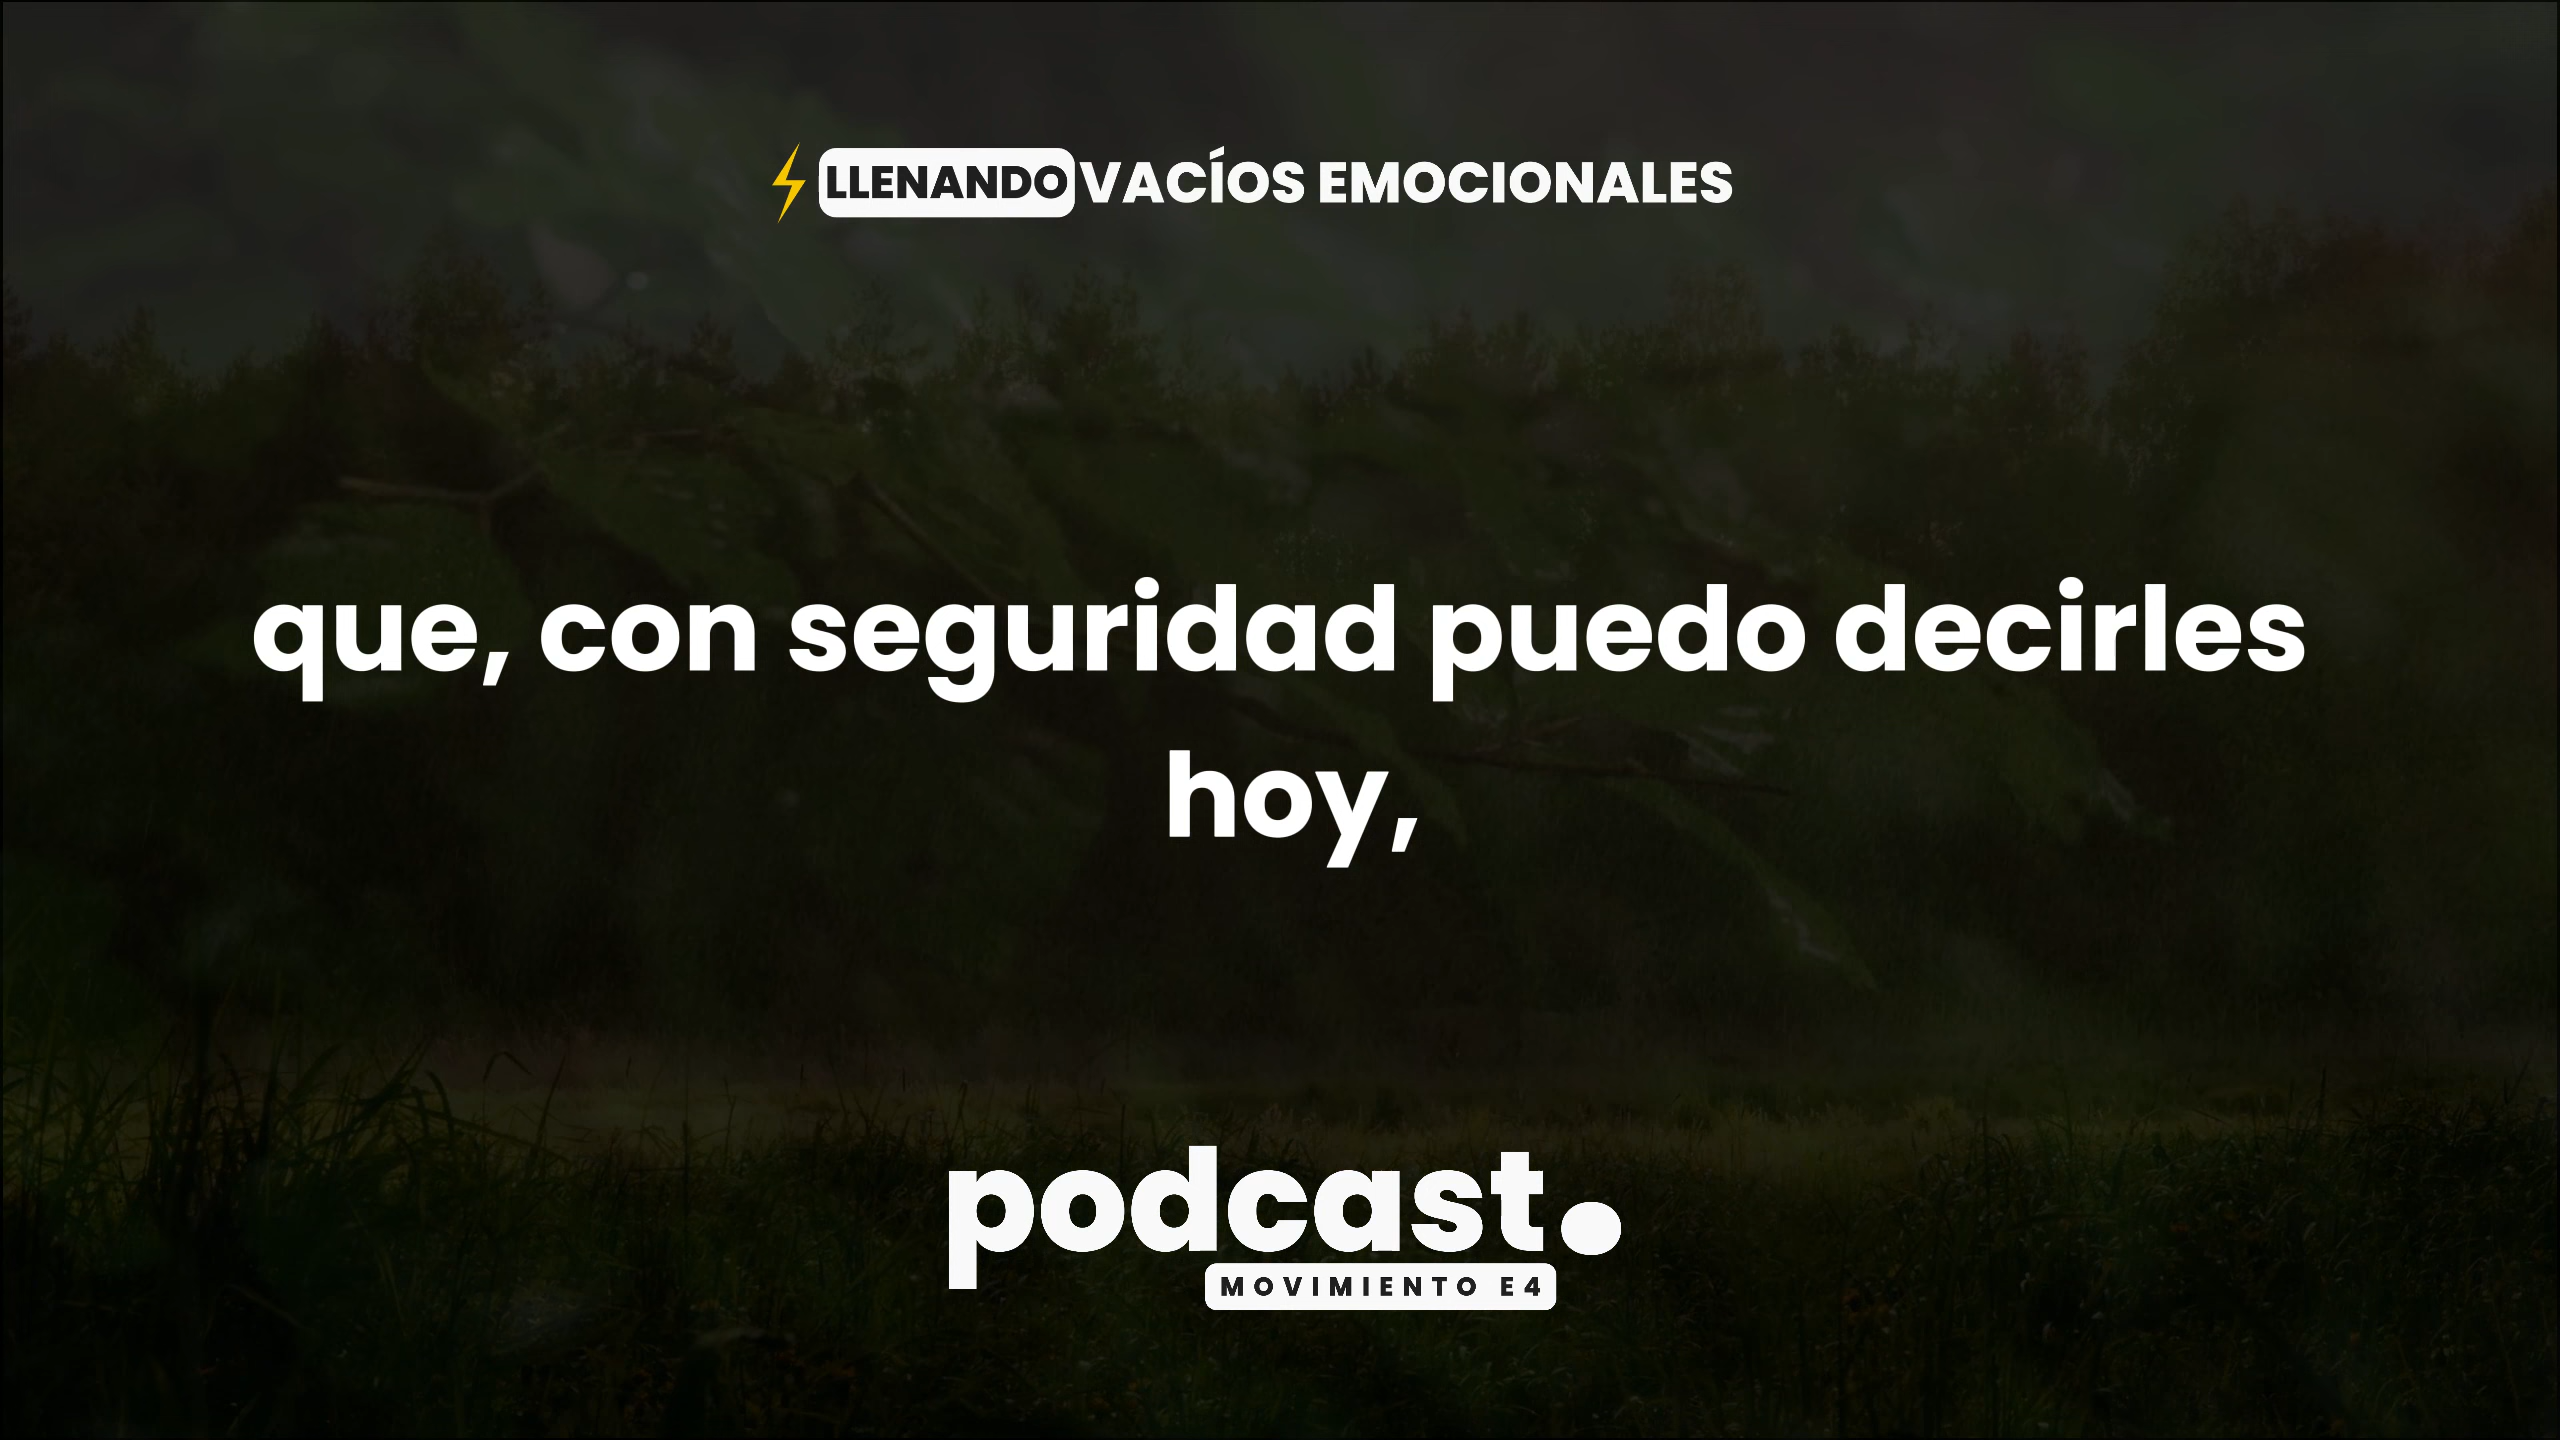 LLENANDO VACÍOS EMOCIONALES
que, con seguridad puedo decirles
hoy,
podcast.
MOVIMIENTO E4